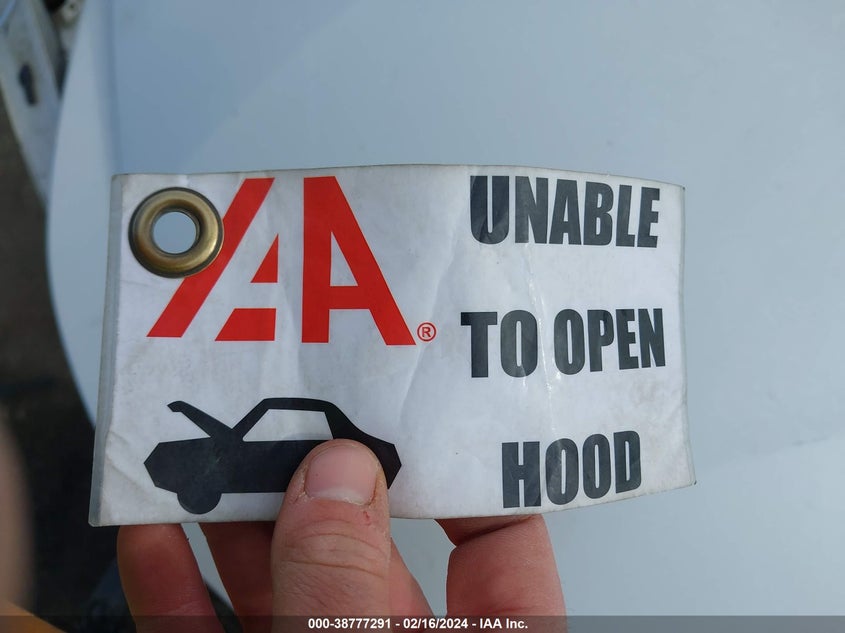 IAA®
UNABLE
TO OPEN
HOOD
000-38777291 - 02/16/2024 - IAA Inc.